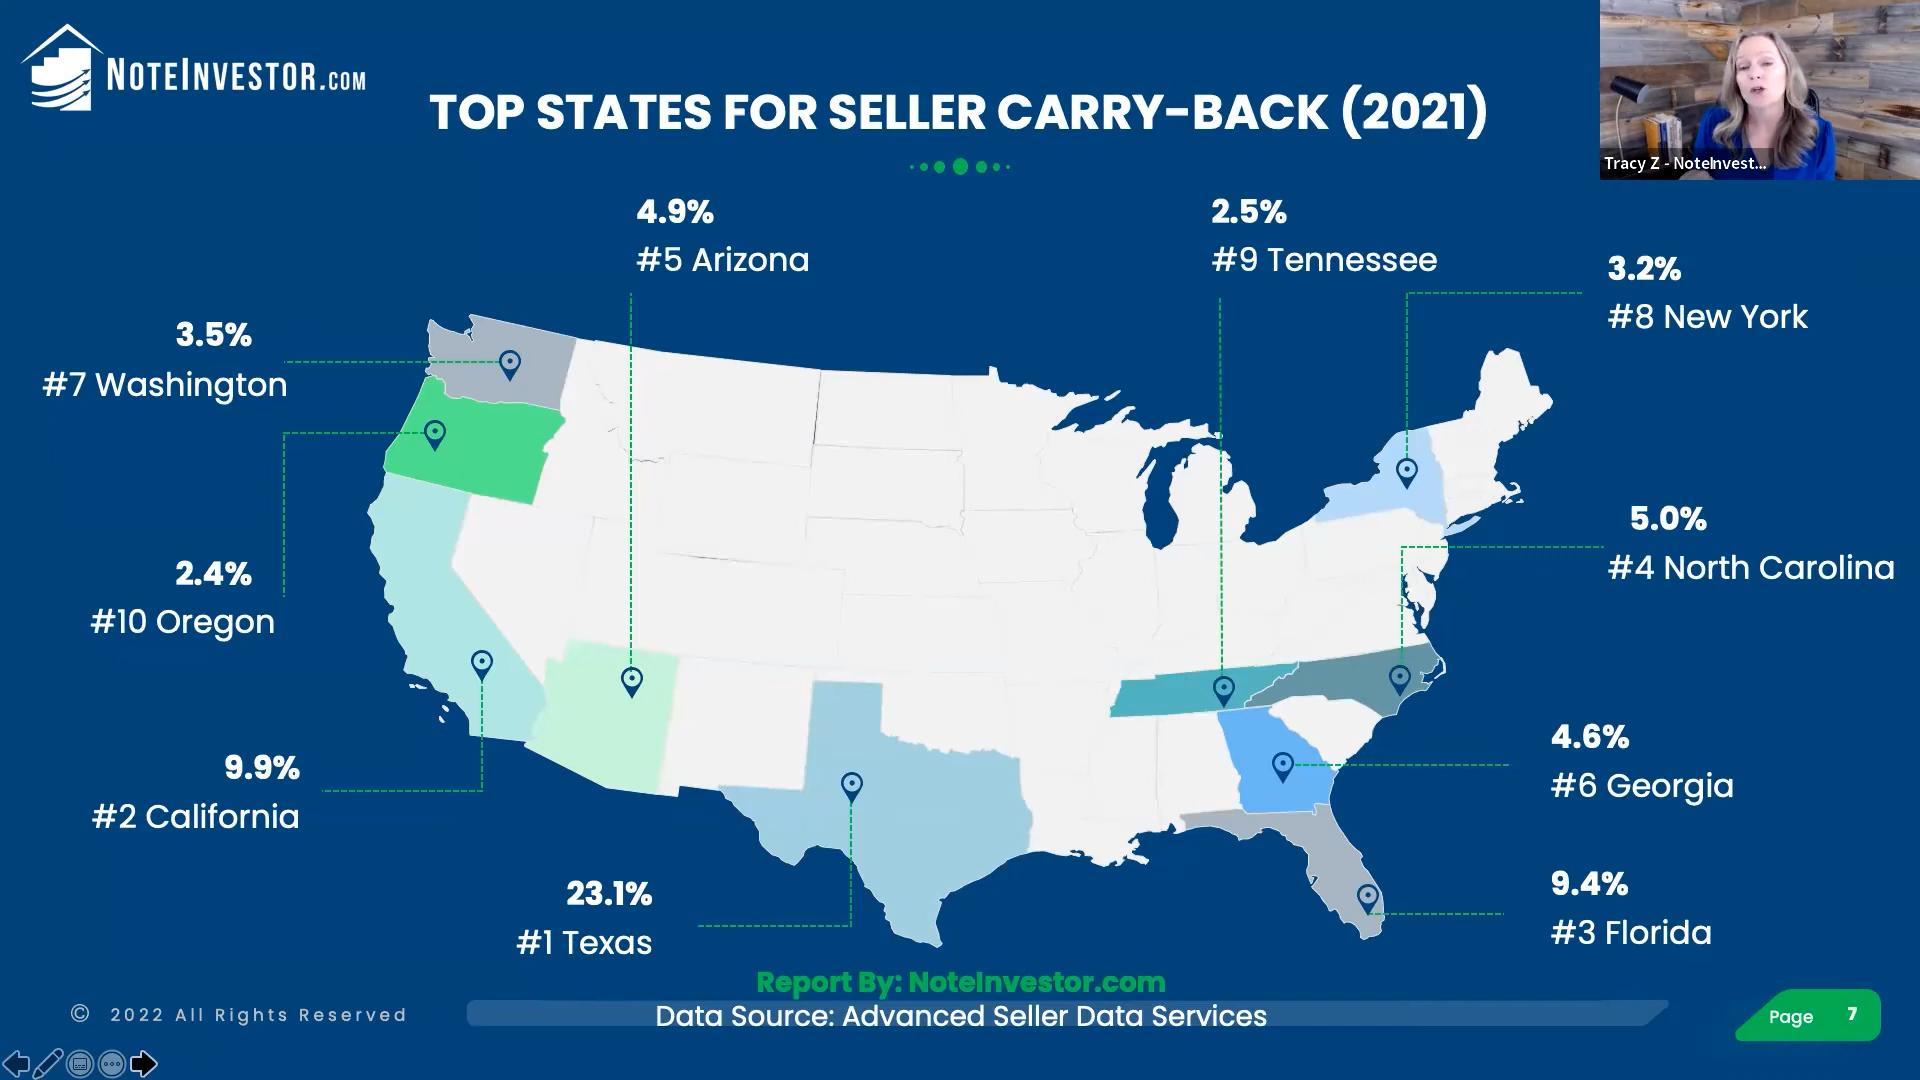 NOTEINVESTOR.COM
TOP STATES FOR SELLER CARRY-BACK (2021)
Tracy Z - NoteInvest...
4.9%
#5 Arizona
2.5%
#9 Tennessee
3.2%
#8 New York
3.5%
#7 Washington
5.0%
#4 North Carolina
2.4%
#10 Oregon
4.6%
#6 Georgia
9.9%
#2 California
9.4%
#3 Florida
23.1%
#1 Texas
Report By: NoteInvestor.com
Data Source: Advanced Seller Data Services
© 2022 All Rights Reserved
Page 7